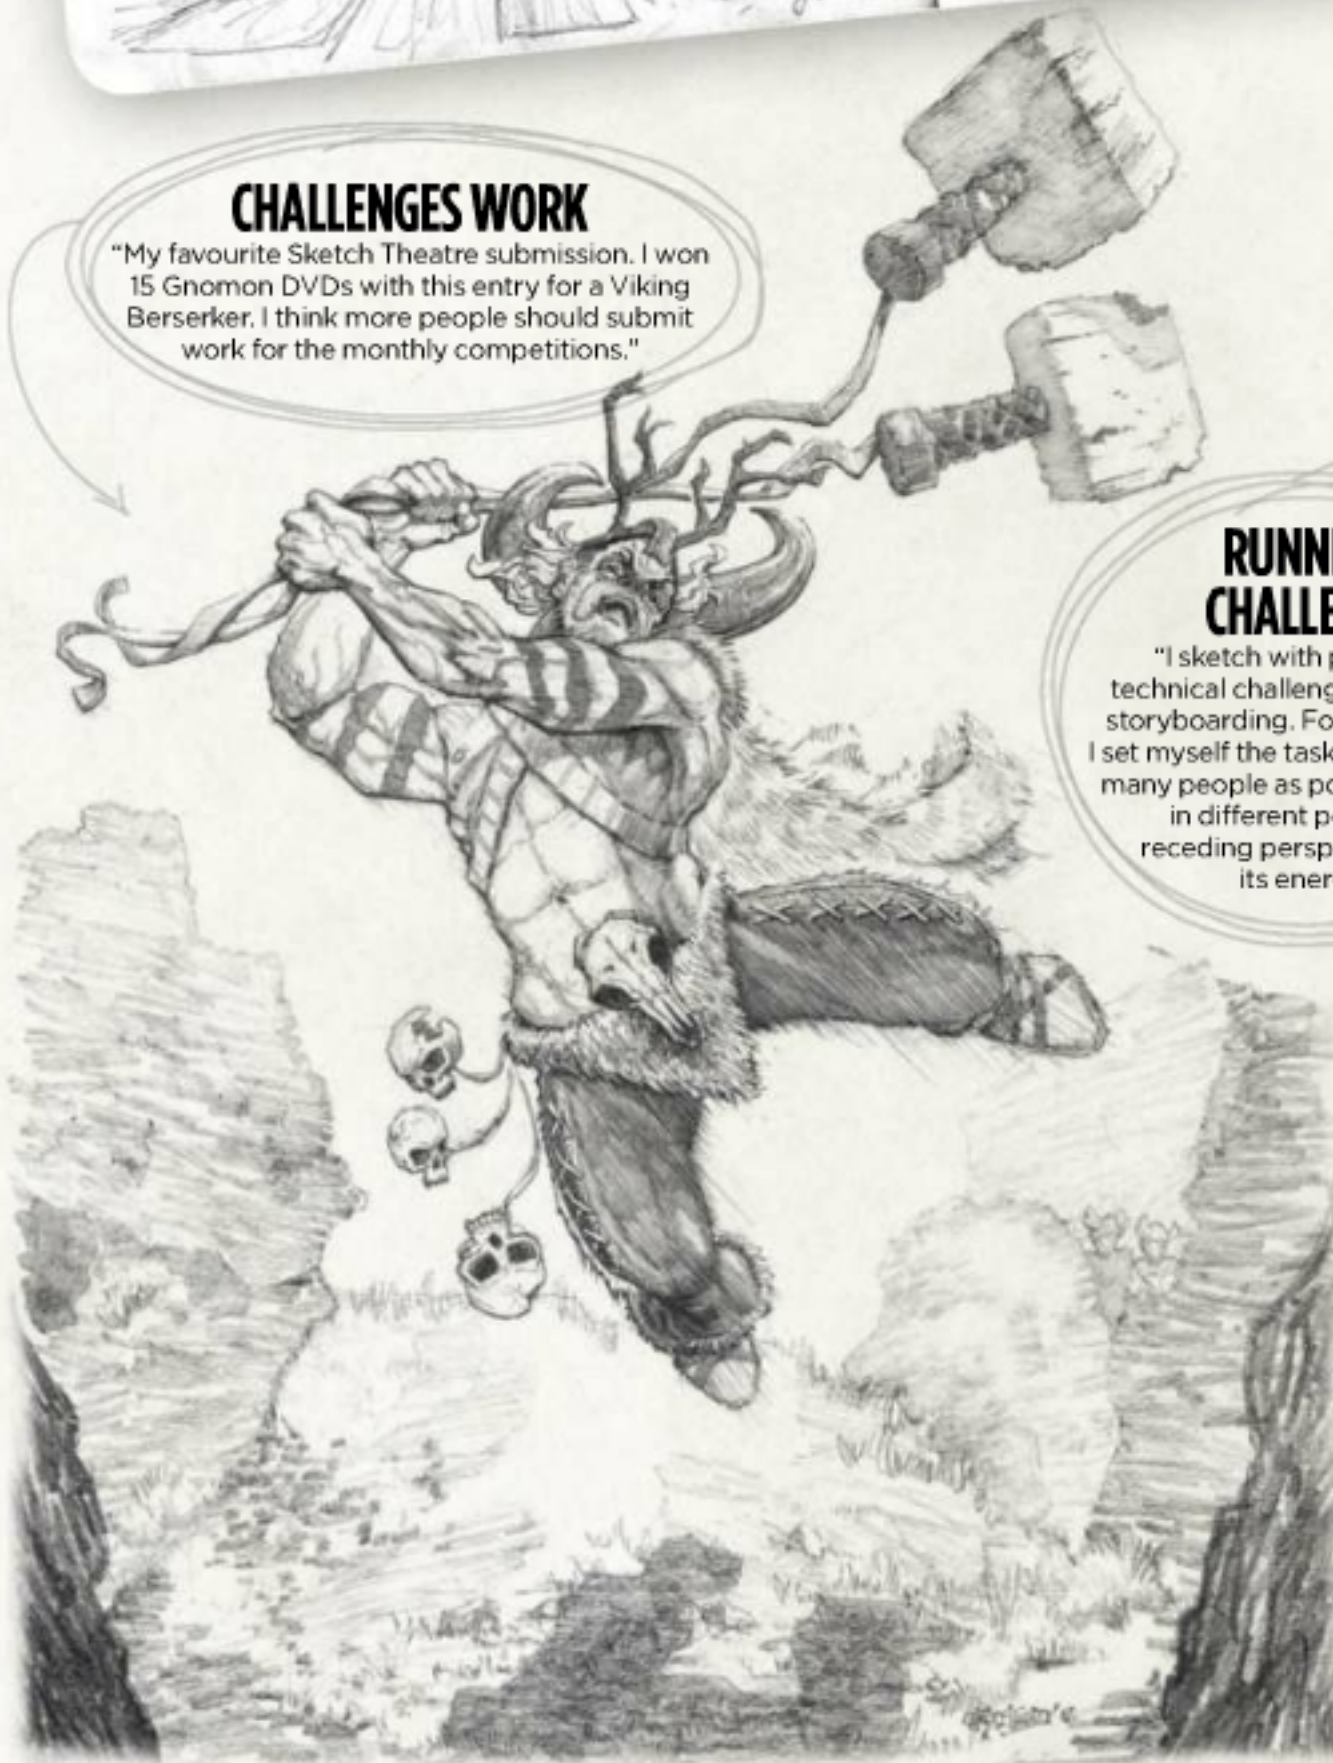 CHALLENGES WORK
“My favourite Sketch Theatre submission. I won
15 Gnomon DVDs with this entry for a Viking
Berserker. I think more people should submit
work for the monthly competitions.”
RUNNI
CHALLE
“I sketch with p
technical challeng
storyboarding. Fo
I set myself the task
many people as po
in different p
receding persp
its ener